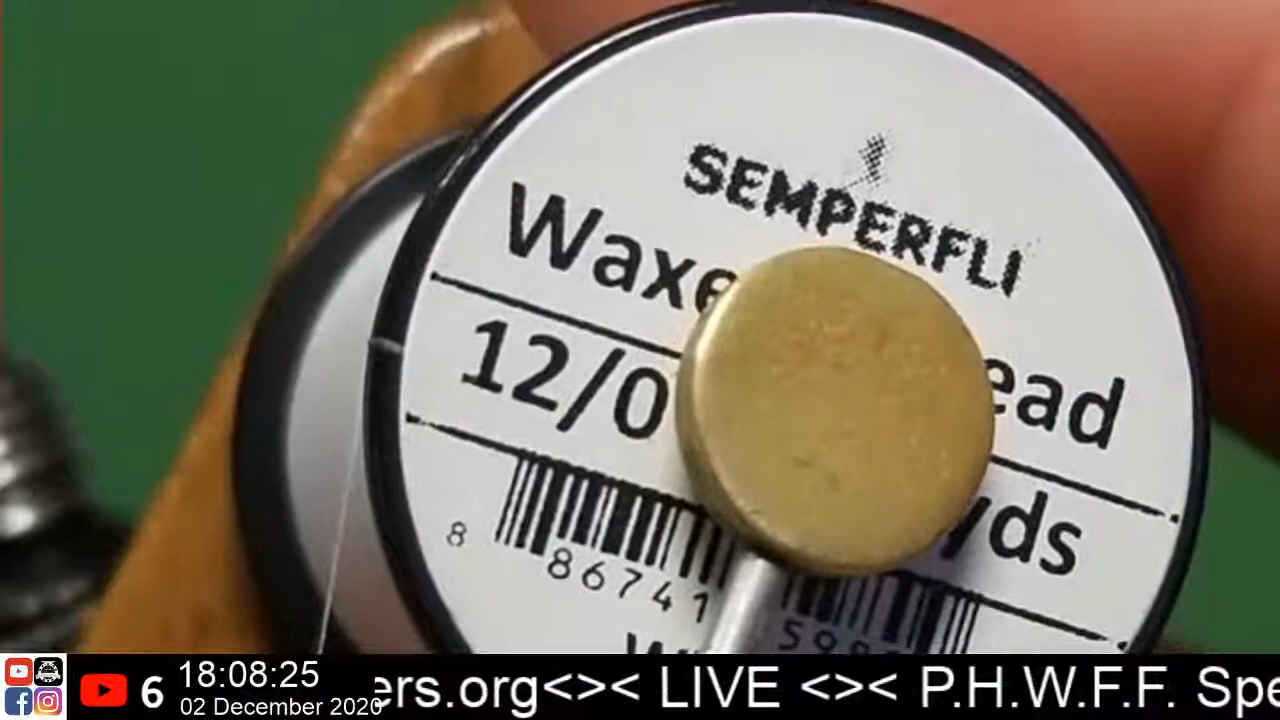 SEMPERFLI
Waxe ead
12/0 yds
8 86741 598
6 18:08:25
02 December 2020
ers.org<>< LIVE <>< P.H.W.F.F. Spe